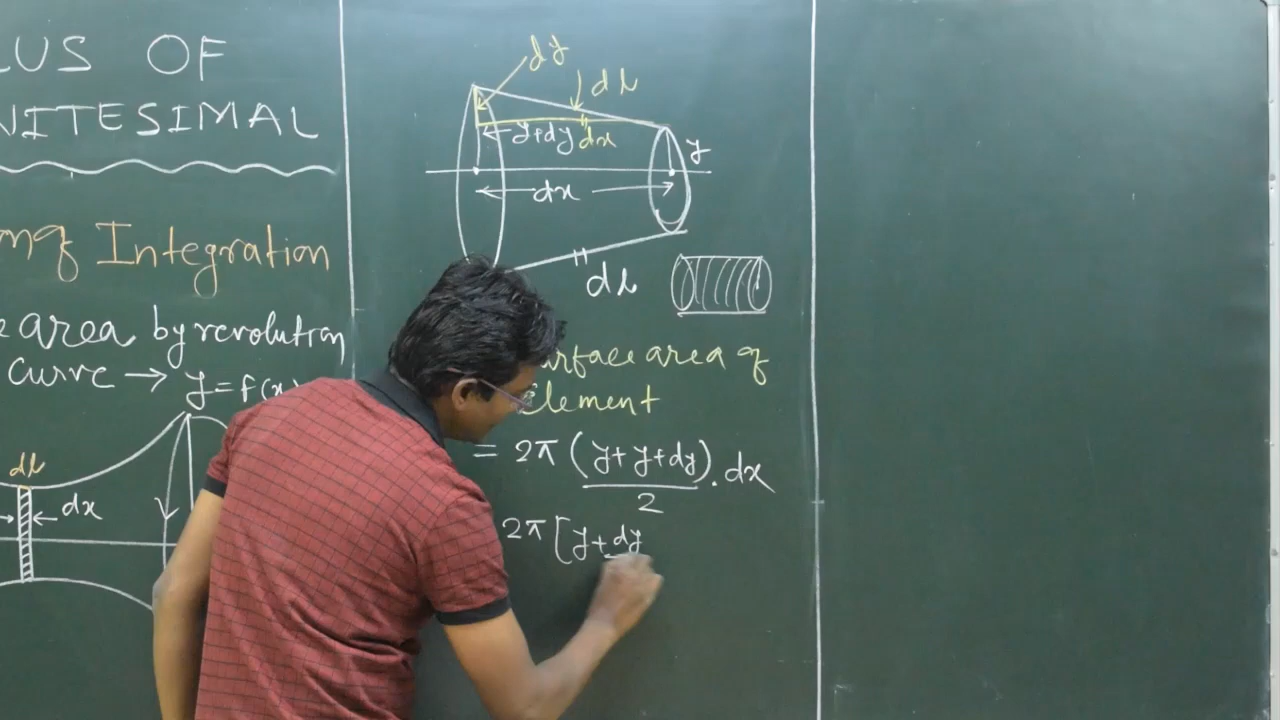 LUS OF
NITESIMAL
Integration
area by revolution
curve → y=f(x)
dl
dx
dy
dl
y+dy dx
y
dx
dl
surface area of
Element
= 2π (y+y+dy)/2 . dx
2π [y+dy